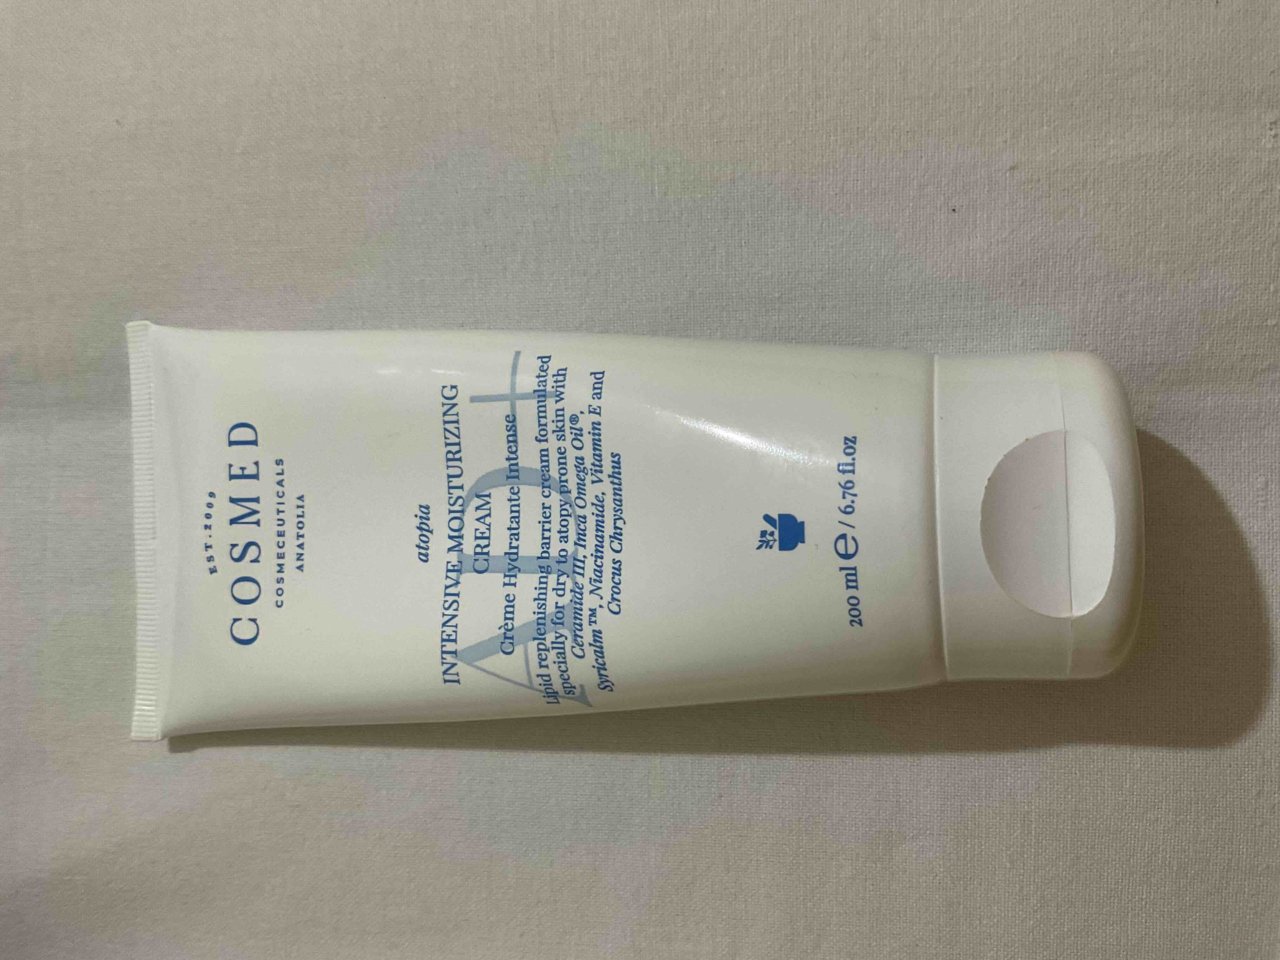 EST.2009
COSMED
COSMECEUTICALS
ANATOLIA
atopia
AD+
INTENSIVE MOISTURIZING
CREAM
Crème Hydratante Intense
Lipid replenishing barrier cream formulated
specially for dry to atopy prone skin with
Ceramide III, Inca Omega Oil®,
Syricalm™, Niacinamide, Vitamin E and
Crocus Chrysanthus
200 ml ℮ / 6.76 fl.oz